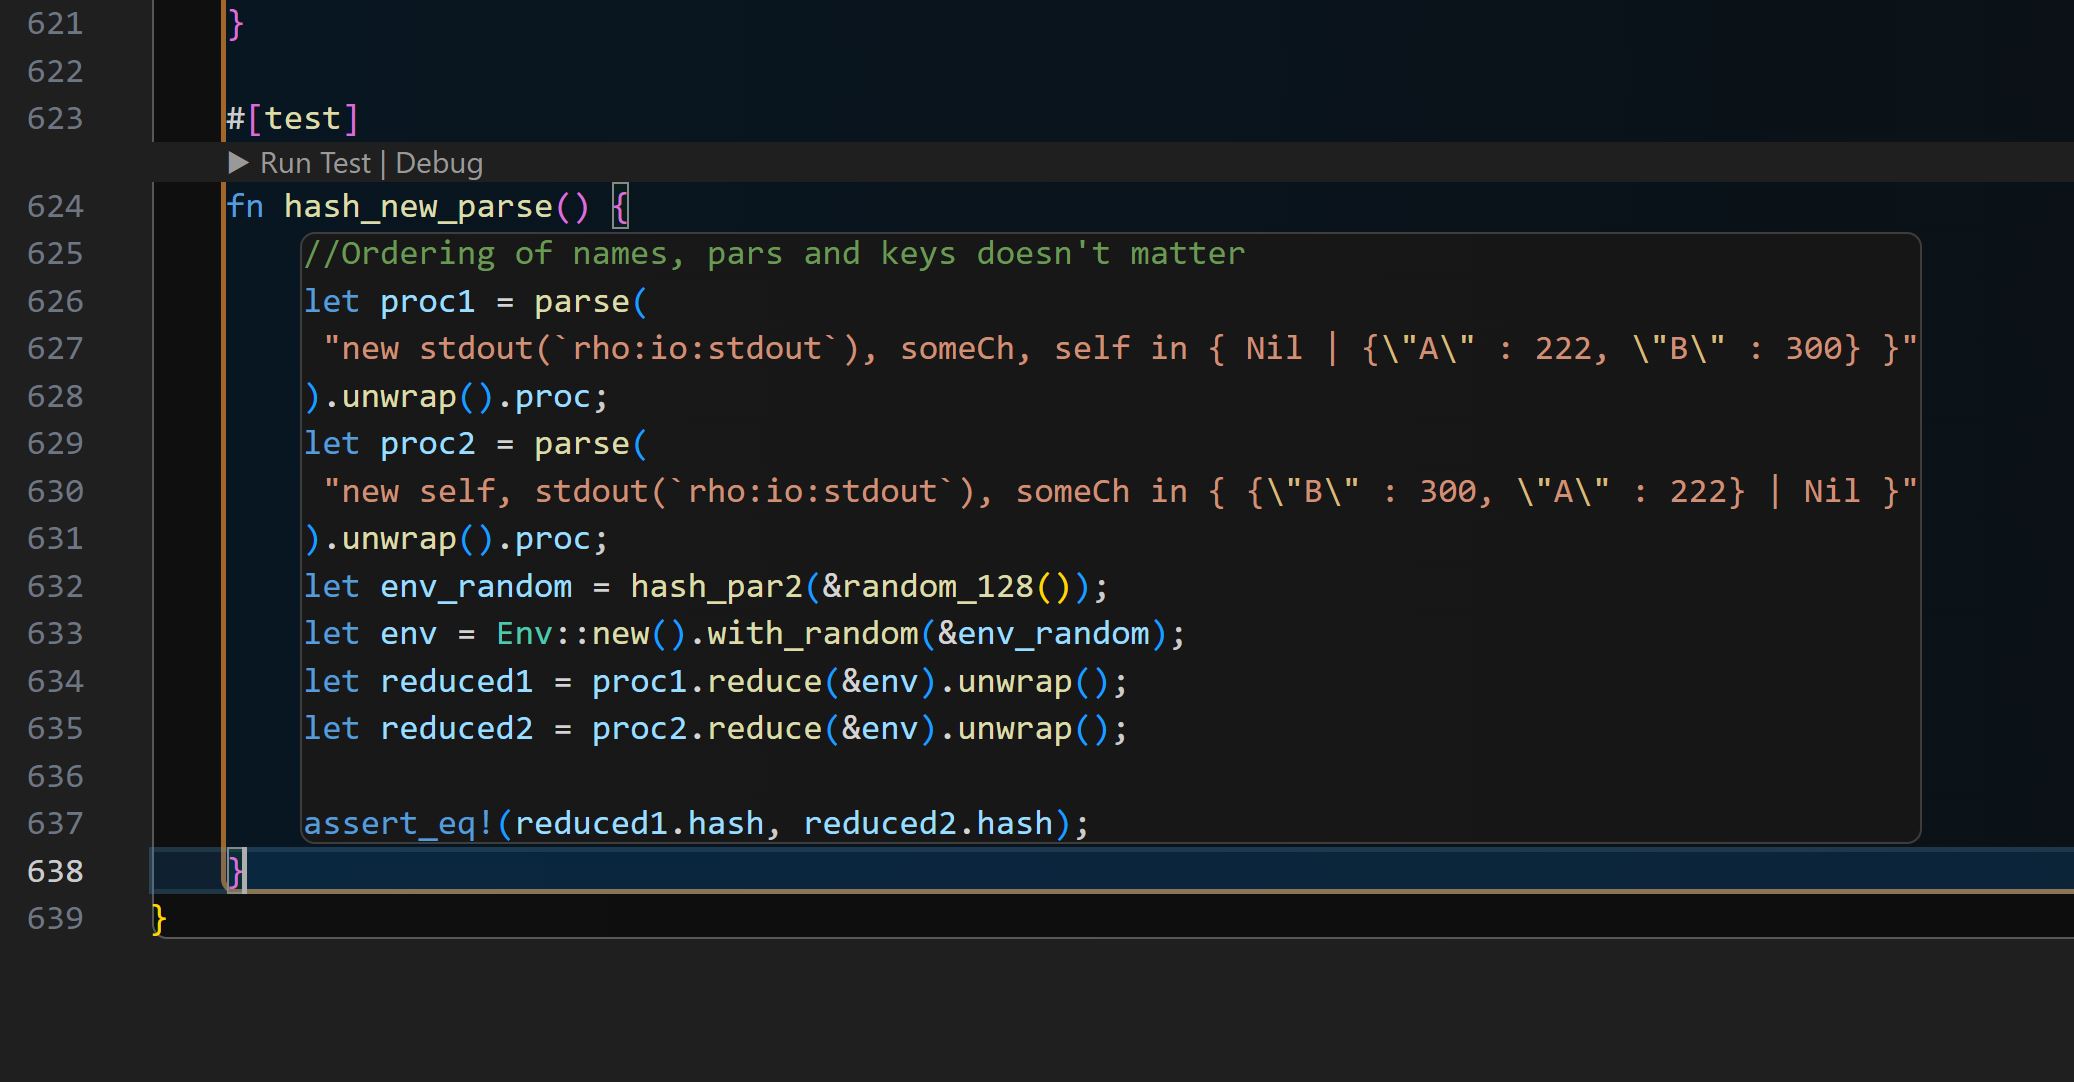 621 }
622
623 #[test]
▶ Run Test | Debug
624 fn hash_new_parse() {
625 //Ordering of names, pars and keys doesn't matter
626 let proc1 = parse(
627 "new stdout(`rho:io:stdout`), someCh, self in { Nil | {\"A\" : 222, \"B\" : 300} }"
628 ).unwrap().proc;
629 let proc2 = parse(
630 "new self, stdout(`rho:io:stdout`), someCh in { {\"B\" : 300, \"A\" : 222} | Nil }"
631 ).unwrap().proc;
632 let env_random = hash_par2(&random_128());
633 let env = Env::new().with_random(&env_random);
634 let reduced1 = proc1.reduce(&env).unwrap();
635 let reduced2 = proc2.reduce(&env).unwrap();
636
637 assert_eq!(reduced1.hash, reduced2.hash);
638 }
639 }